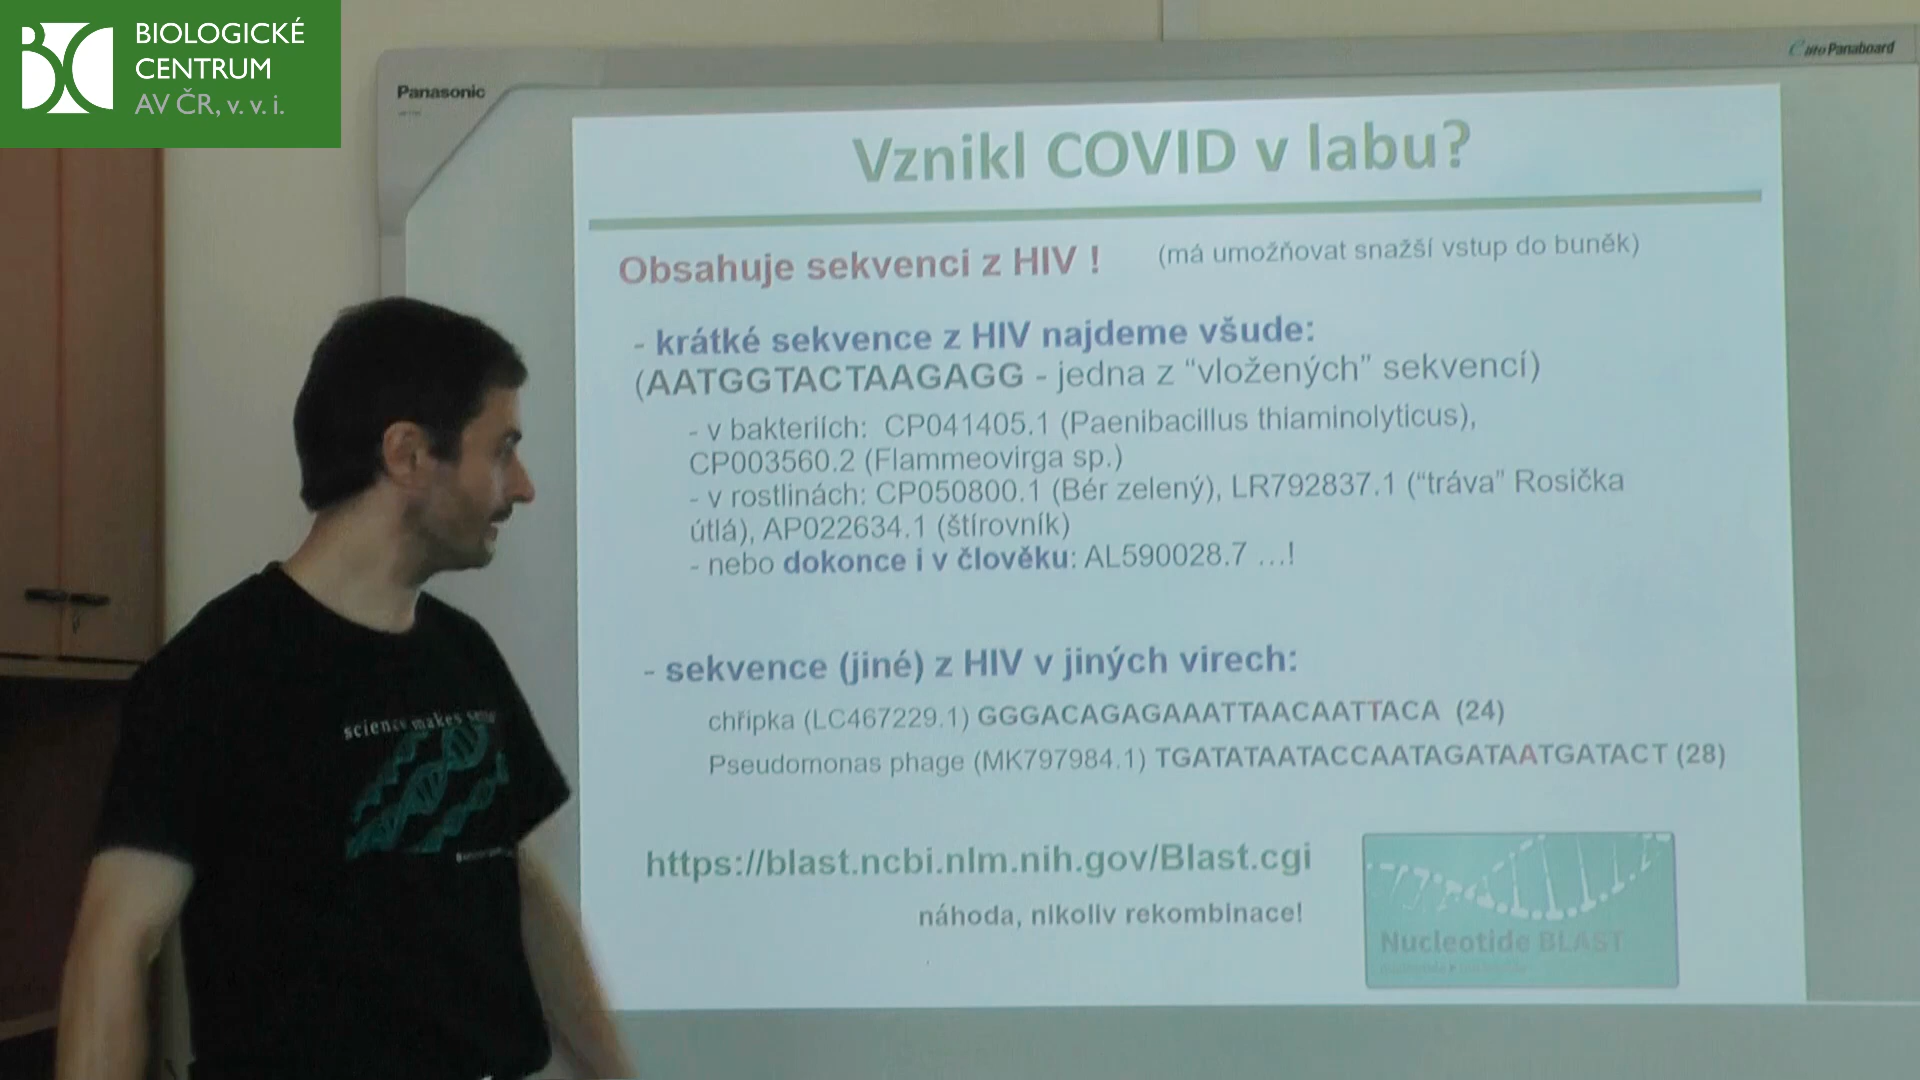 BIOLOGICKÉ
CENTRUM
AV ČR, v. v. i.
Panasonic
Panaboard
Vznikl COVID v labu?
Obsahuje sekvenci z HIV ! (má umožňovat snažší vstup do buněk)
- krátké sekvence z HIV najdeme všude:
(AATGGTACTAAGAGG - jedna z “vložených” sekvencí)
- v bakteriích: CP041405.1 (Paenibacillus thiaminolyticus),
CP003560.2 (Flammeovirga sp.)
- v rostlinách: CP050800.1 (Bér zelený), LR792837.1 (“tráva” Rosička
útlá), AP022634.1 (štírovník)
- nebo dokonce i v člověku: AL590028.7 ...!
- sekvence (jiné) z HIV v jiných virech:
chřipka (LC467229.1) GGGACAGAGAAATTAACAATTACA (24)
Pseudomonas phage (MK797984.1) TGATATAATACCAATAGATAATGATACT (28)
https://blast.ncbi.nlm.nih.gov/Blast.cgi
náhoda, nikoliv rekombinace!
Nucleotide BLAST
science makes